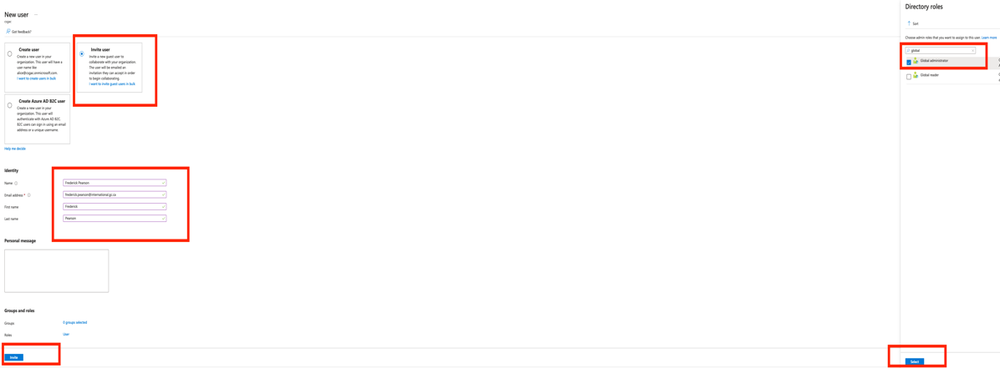 New user
...
csgac
Got feedback?
Create user
Create a new user in your
organization. This user will have a
user name like
alice@csgac.onmicrosoft.com.
I want to create users in bulk
Invite user
Invite a new guest user to
collaborate with your organization.
The user will be emailed an
invitation they can accept in order
to begin collaborating.
I want to invite guest users in bulk
Create Azure AD B2C user
Create a new user in your
organization. This user will
authenticate with Azure AD B2C.
B2C users can sign in using an email
address or a unique username.
Help me decide
Identity
Name
Frederick Pearson
Email address *
frederick.pearson@international.gc.ca
First name
Frederick
Last name
Pearson
Personal message
Groups and roles
Groups
0 groups selected
Roles
User
Invite
Directory roles
Sort
Choose admin roles that you want to assign to this user. Learn more
global
Global administrator
Global reader
Select